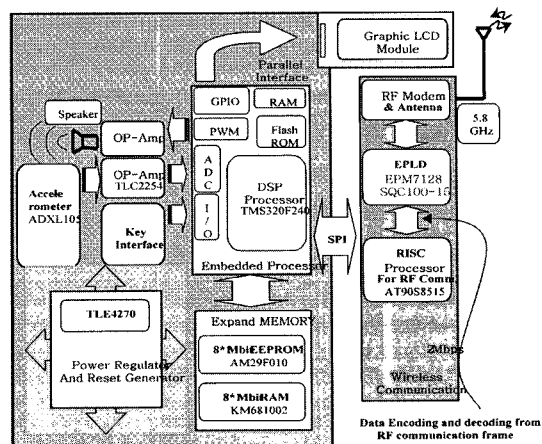 Graphic LCD
Module
Parallel
Interface
GPIO
RAM
RF Modem
& Antenna
Speaker
OP-Amp
PWM
Flash
ROM
5.8
GHz
OP-Amp
TLC2254
A
D
C
EPLD
EPM7128
SQC100-15
DSP
Processor
TMS320F240
Accele
rometer
ADXL105
I/O
Key
Interface
SPI
RISC
Processor
For RF Comm.
AT90S8515
Embedded Processor
TLE4270
Expand MEMORY
8*MbiEEPROM
AM29F010
2Mbps
Power Regulator
And Reset Generator
8*MbiRAM
KM681002
Wireless
Communication
Data Encoding and decoding from
RF communication frame